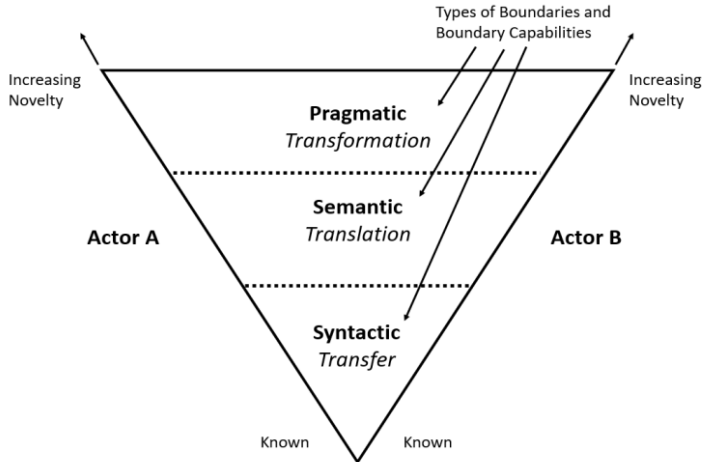 Types of Boundaries and
Boundary Capabilities
Increasing
Novelty
Increasing
Novelty
Pragmatic
Transformation
Semantic
Translation
Actor A
Actor B
Syntactic
Transfer
Known
Known